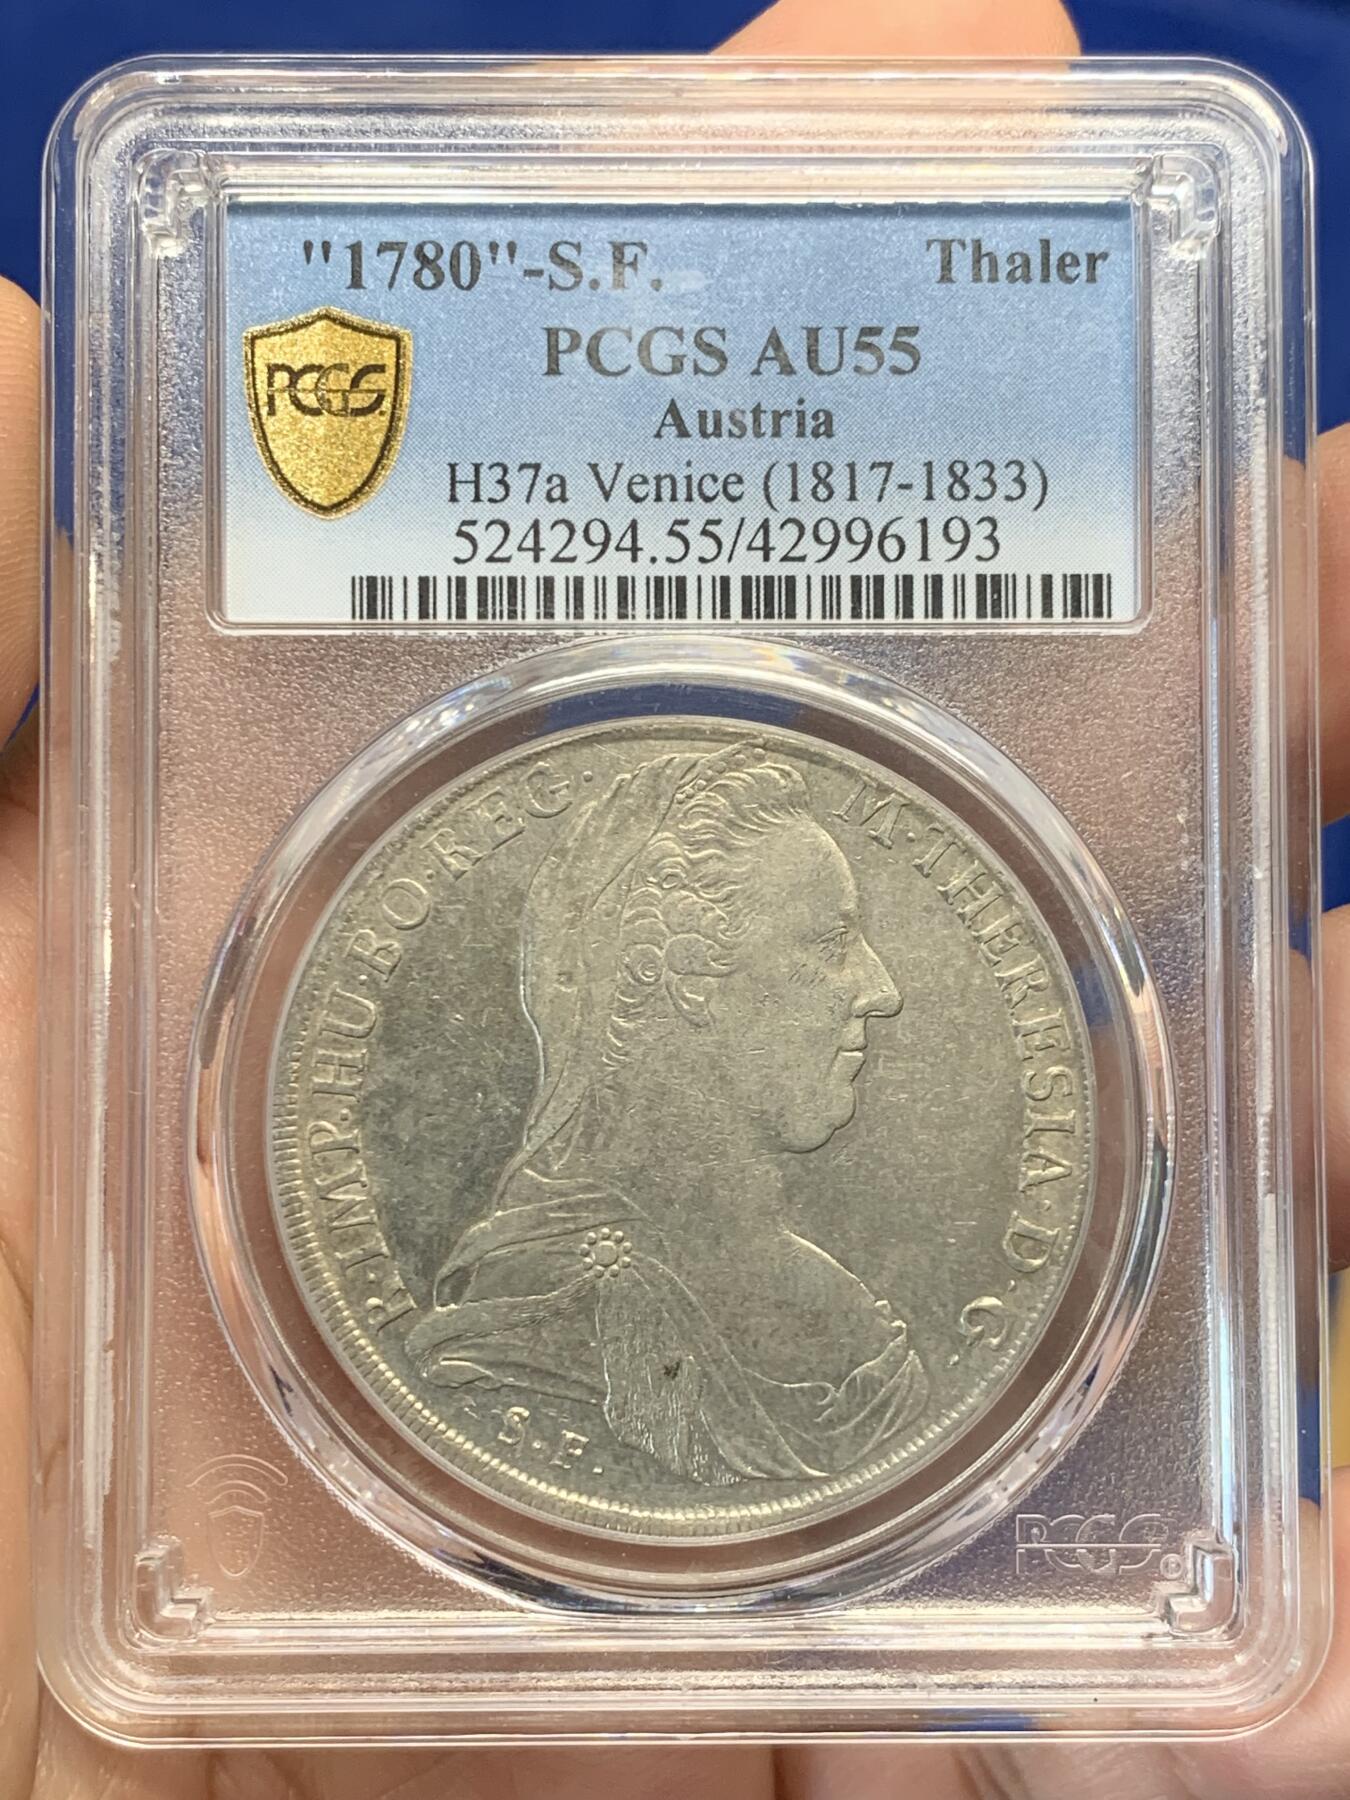 "1780"-S.F. Thaler
PCGS AU55
PCGS
Austria
H37a Venice (1817-1833)
524294.55/42996193
R·IMP·HU·BO·REG. M·THERESIA·D·G·
S·F.
PCGS®